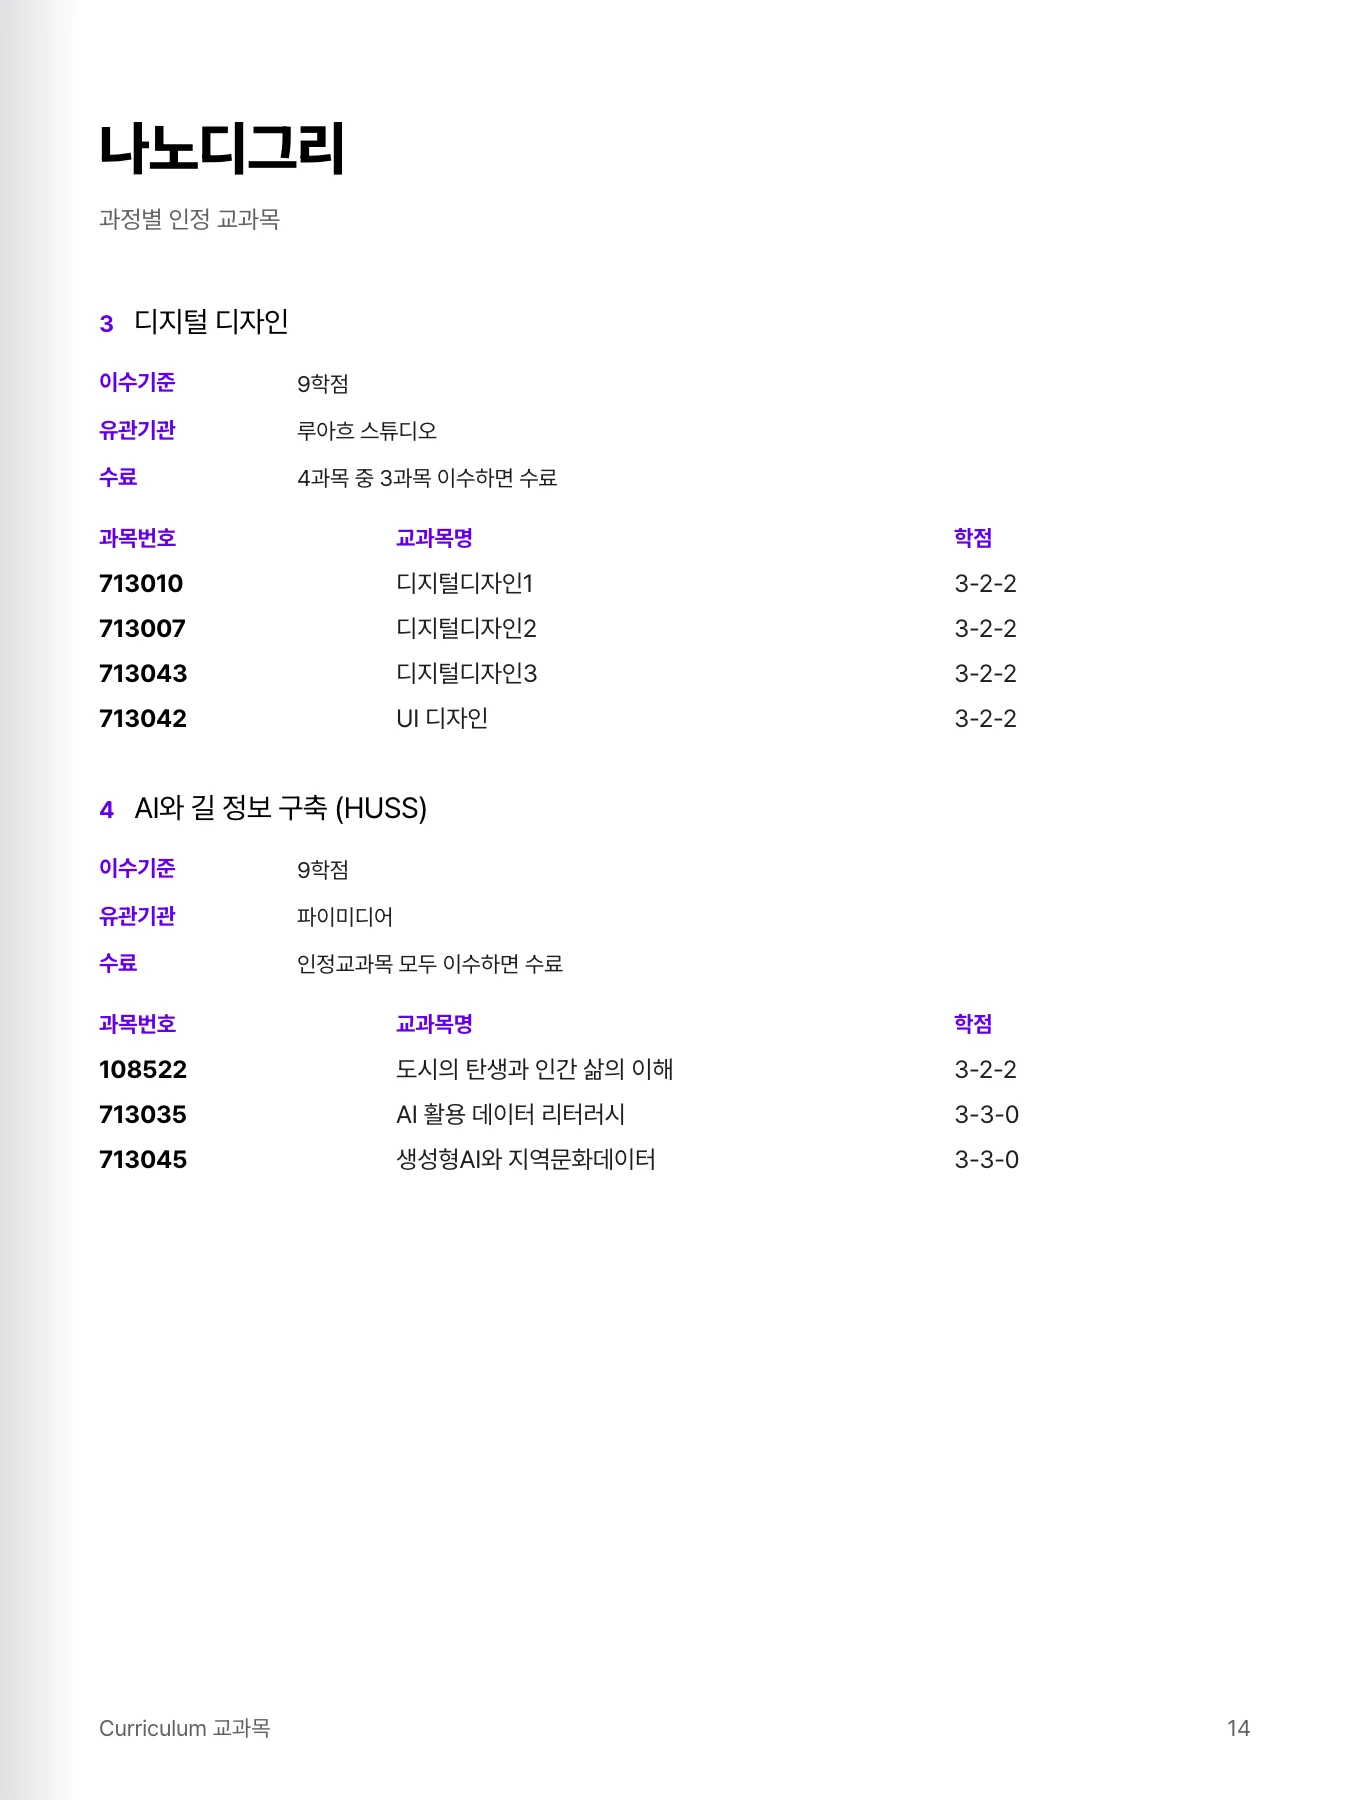 나노디그리
과정별 인정 교과목
3 디지털 디자인
이수기준 9학점
유관기관 루아흐 스튜디오
수료 4과목 중 3과목 이수하면 수료
과목번호 교과목명 학점
713010 디지털디자인1 3-2-2
713007 디지털디자인2 3-2-2
713043 디지털디자인3 3-2-2
713042 UI 디자인 3-2-2
4 AI와 길 정보 구축 (HUSS)
이수기준 9학점
유관기관 파이미디어
수료 인정교과목 모두 이수하면 수료
과목번호 교과목명 학점
108522 도시의 탄생과 인간 삶의 이해 3-2-2
713035 AI 활용 데이터 리터러시 3-3-0
713045 생성형AI와 지역문화데이터 3-3-0
Curriculum 교과목 14